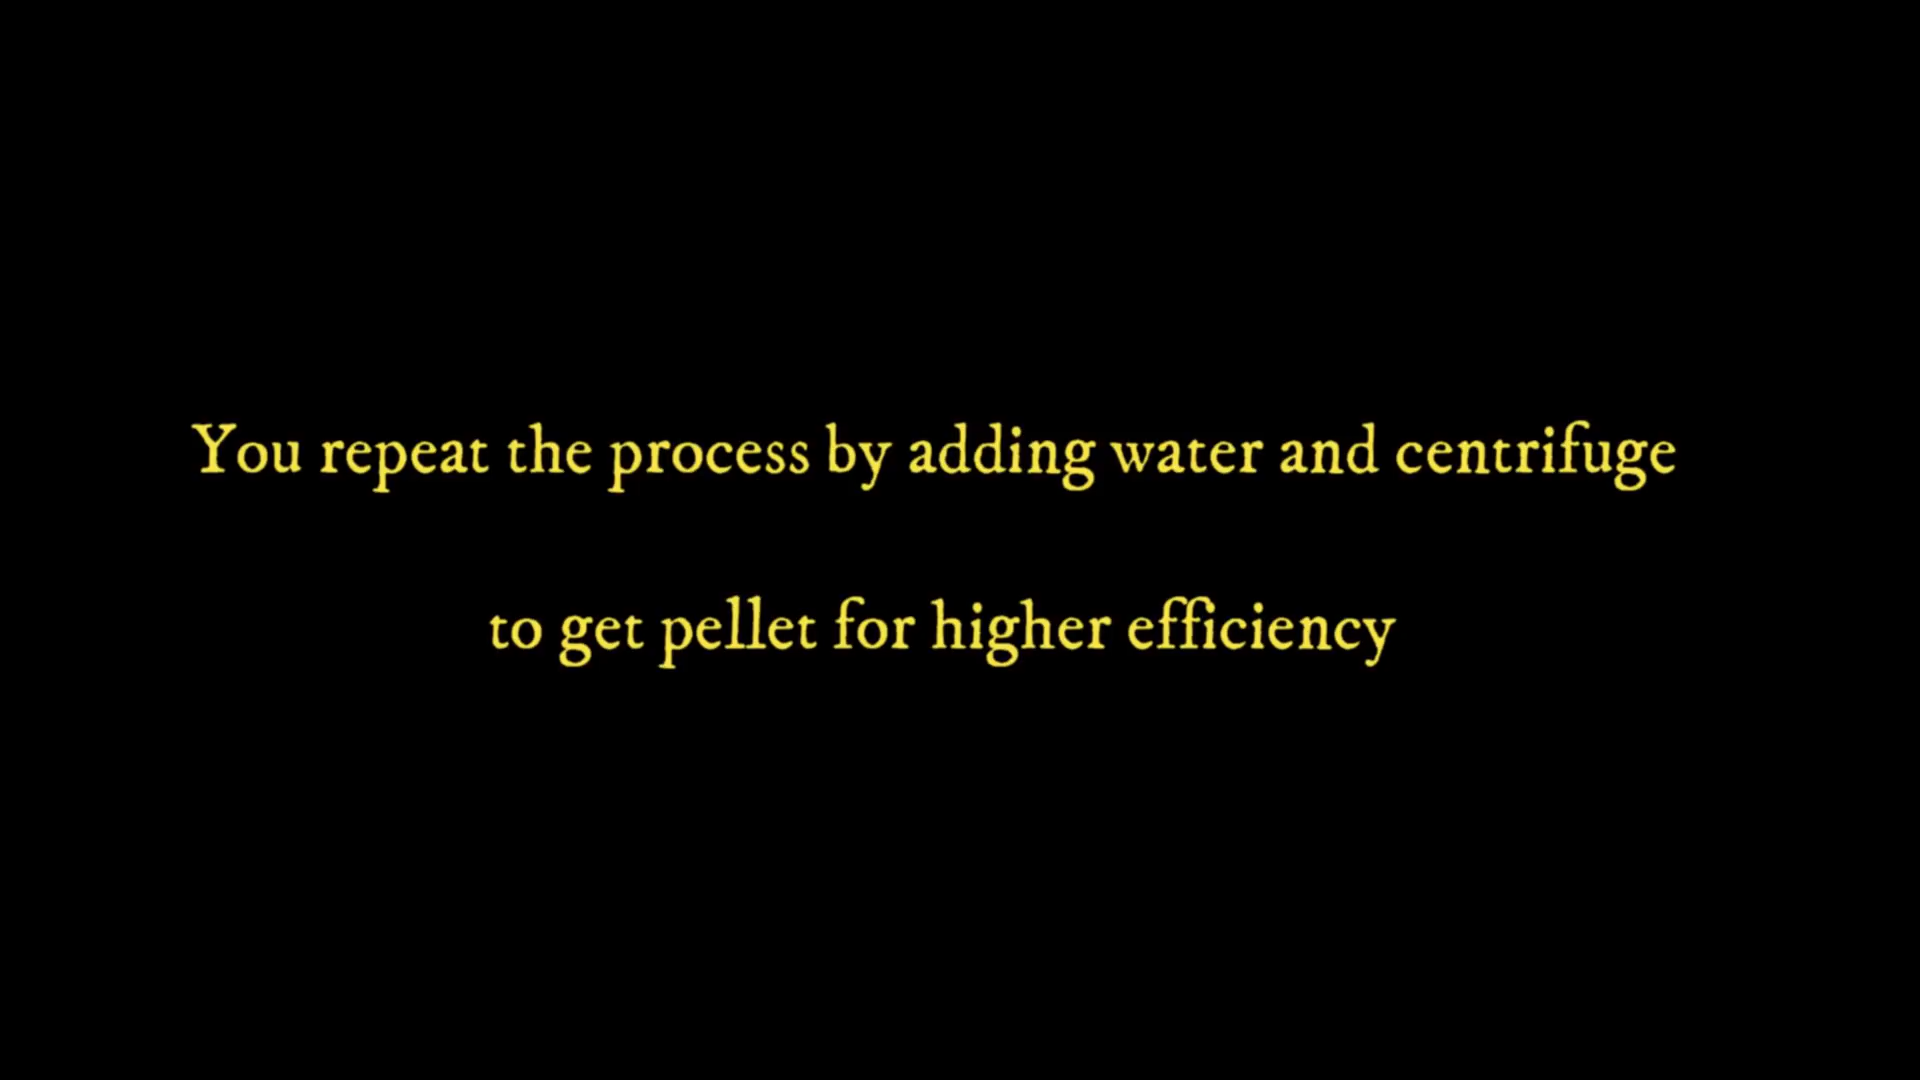 You repeat the process by adding water and centrifuge
to get pellet for higher efficiency